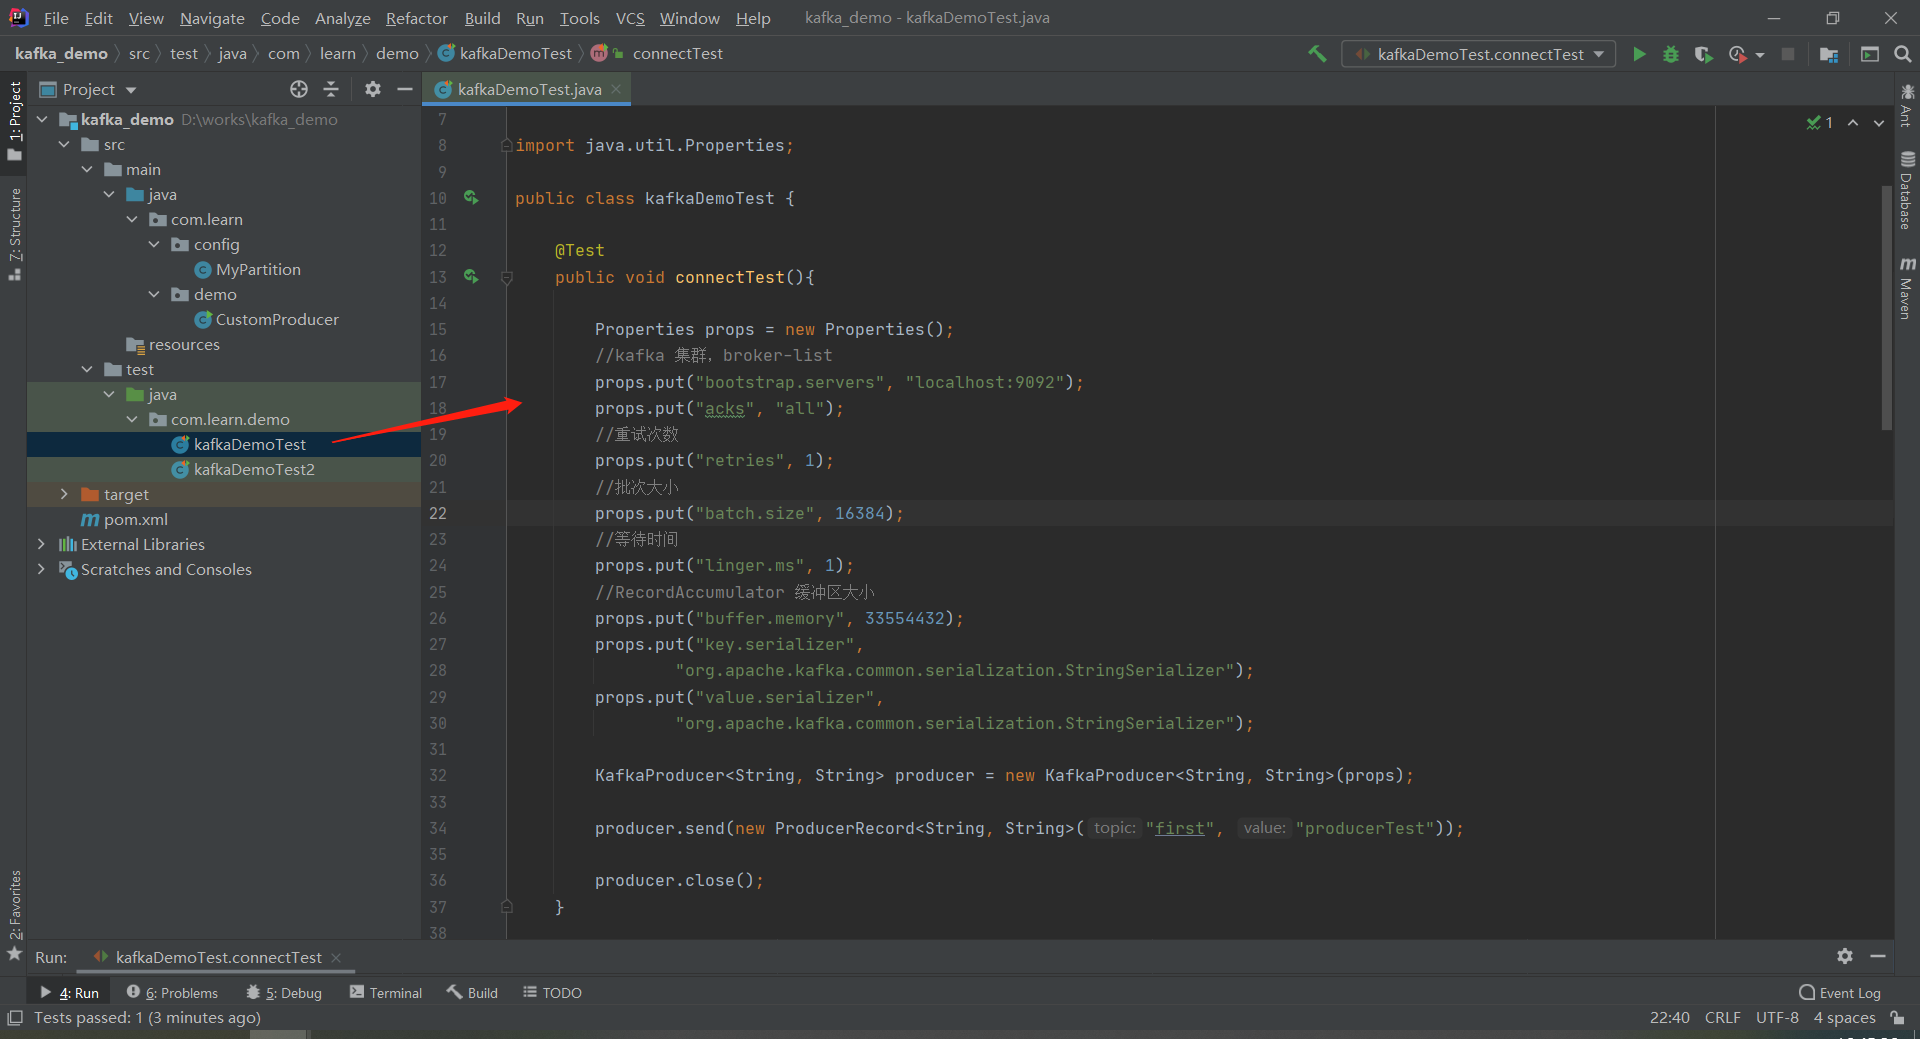 File Edit View Navigate Code Analyze Refactor Build Run Tools VCS Window Help kafka_demo - kafkaDemoTest.java
kafka_demo src test java com learn demo kafkaDemoTest connectTest kafkaDemoTest.connectTest
1: Project
7: Structure
2: Favorites
Project
kafka_demo D:\works\kafka_demo
src
main
java
com.learn
config
MyPartition
demo
CustomProducer
resources
test
java
com.learn.demo
kafkaDemoTest
kafkaDemoTest2
target
pom.xml
External Libraries
Scratches and Consoles
kafkaDemoTest.java
1
7
8 import java.util.Properties;
9
10 public class kafkaDemoTest {
11
12 @Test
13 public void connectTest(){
14
15 Properties props = new Properties();
16 //kafka 集群，broker-list
17 props.put("bootstrap.servers", "localhost:9092");
18 props.put("acks", "all");
19 //重试次数
20 props.put("retries", 1);
21 //批次大小
22 props.put("batch.size", 16384);
23 //等待时间
24 props.put("linger.ms", 1);
25 //RecordAccumulator 缓冲区大小
26 props.put("buffer.memory", 33554432);
27 props.put("key.serializer",
28 "org.apache.kafka.common.serialization.StringSerializer");
29 props.put("value.serializer",
30 "org.apache.kafka.common.serialization.StringSerializer");
31
32 KafkaProducer<String, String> producer = new KafkaProducer<String, String>(props);
33
34 producer.send(new ProducerRecord<String, String>( topic: "first", value: "producerTest"));
35
36 producer.close();
37 }
38
Ant
Database
Maven
Run: kafkaDemoTest.connectTest
4: Run 6: Problems 5: Debug Terminal Build TODO Event Log
Tests passed: 1 (3 minutes ago) 22:40 CRLF UTF-8 4 spaces